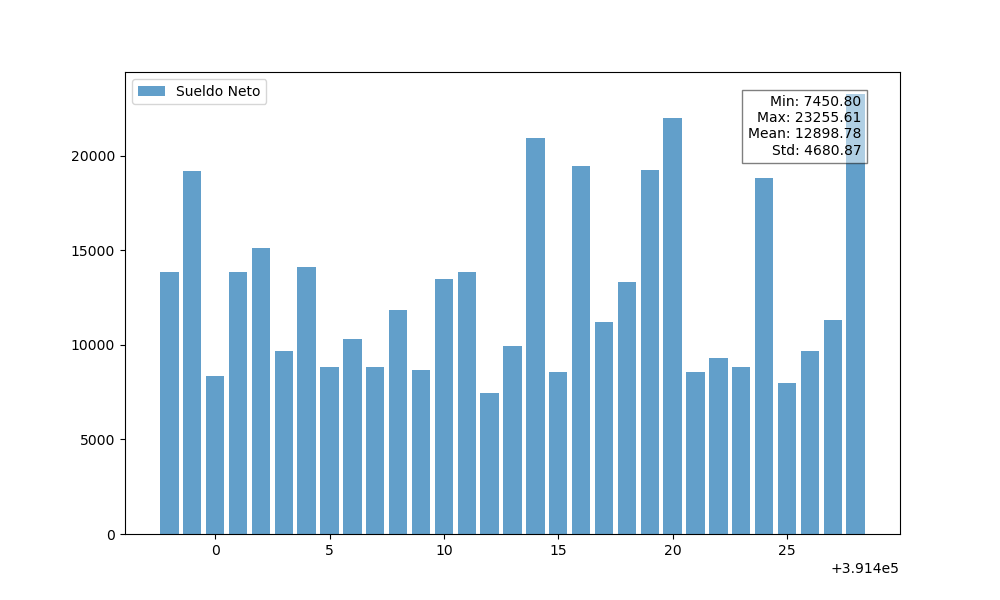 Sueldo Neto
Min: 7450.80
Max: 23255.61
Mean: 12898.78
Std: 4680.87
20000
15000
10000
5000
0
0 5 10 15 20 25
+3.914e5